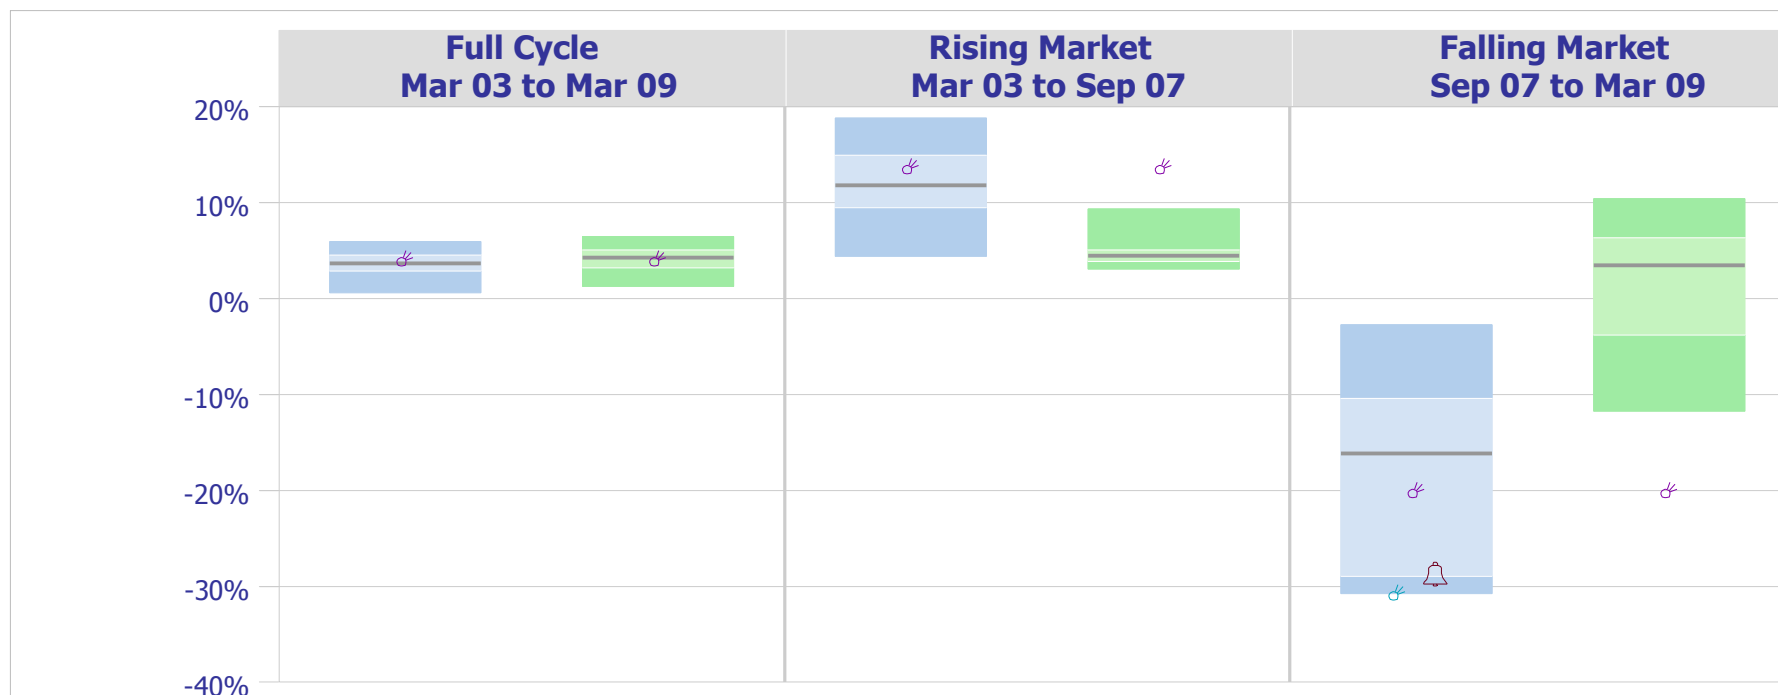 Full Cycle
Mar 03 to Mar 09
Rising Market
Mar 03 to Sep 07
Falling Market
Sep 07 to Mar 09
20%
10%
0%
-10%
-20%
-30%
-40%